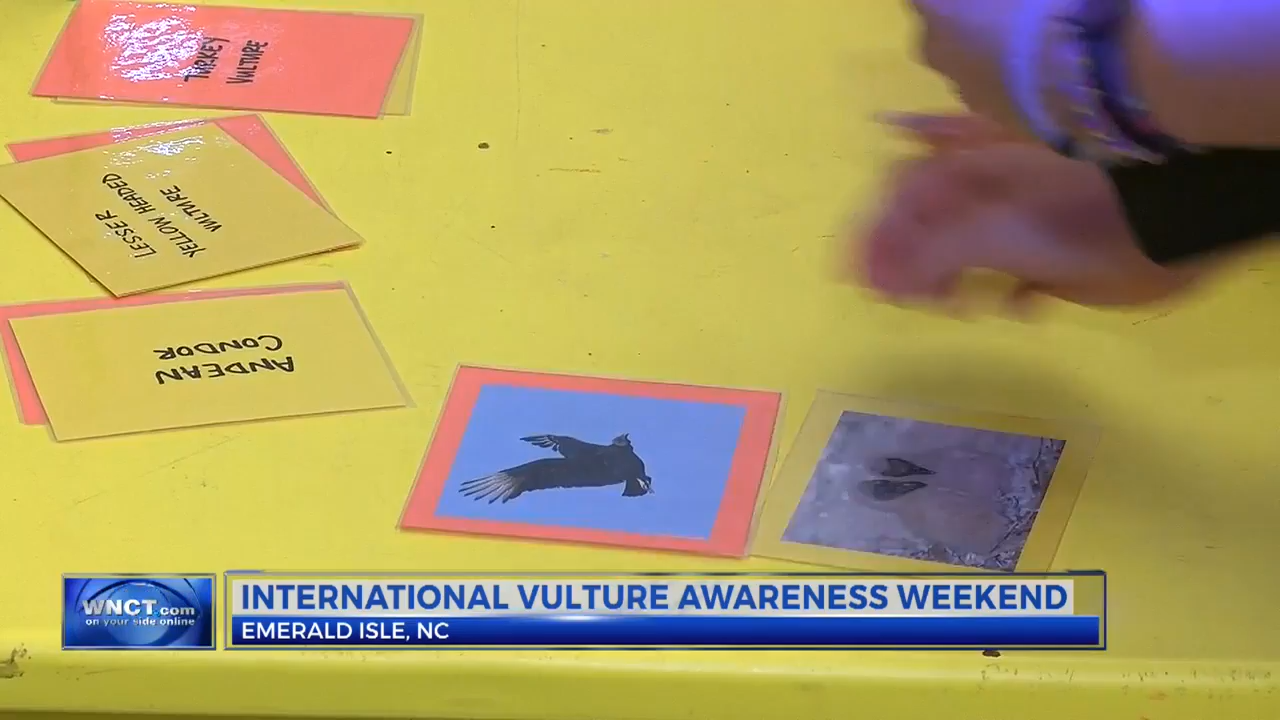 TURKEY
VULTURE
LESSER
YELLOW HEADED
VULTURE
ANDEAN
CONDOR
WNCT.com
on your side online
INTERNATIONAL VULTURE AWARENESS WEEKEND
EMERALD ISLE, NC